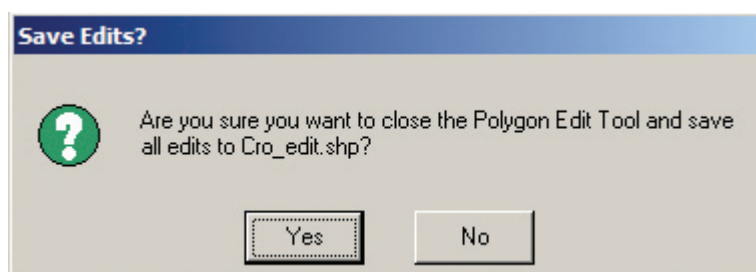 Save Edits?
Are you sure you want to close the Polygon Edit Tool and save
all edits to Cro_edit.shp?
Yes
No